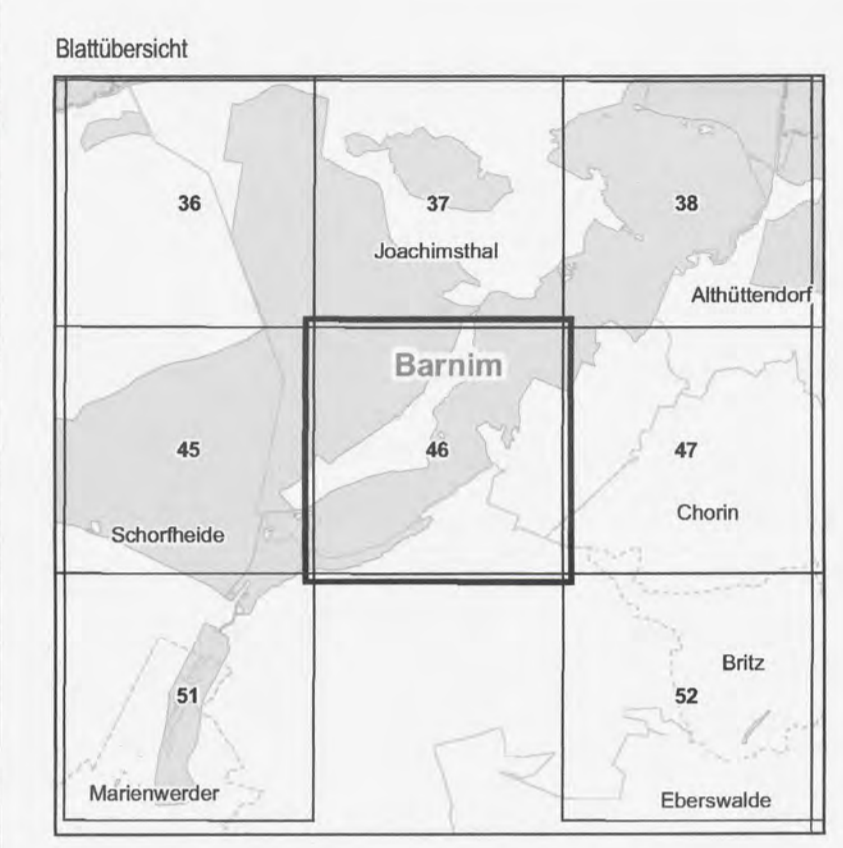 Blattübersicht
36
37
38
Joachimsthal
Althüttendorf
Barnim
45
46
47
Chorin
Schorfheide
Britz
51
52
Marienwerder
Eberswalde